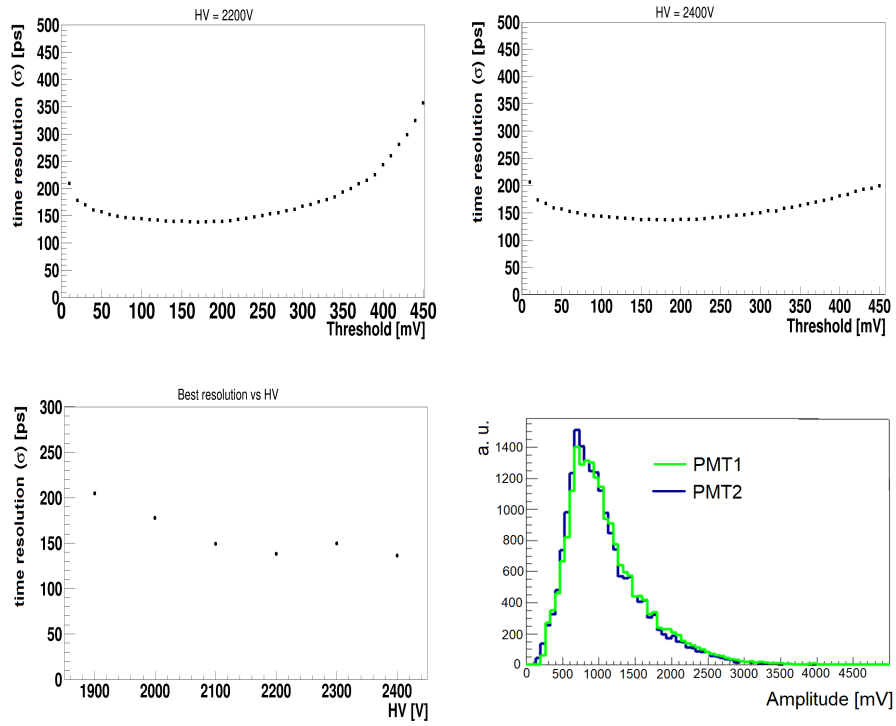 HV = 2200V
time resolution (σ) [ps]
500
450
400
350
300
250
200
150
100
50
0
0 50 100 150 200 250 300 350 400 450
Threshold [mV]
HV = 2400V
time resolution (σ) [ps]
500
450
400
350
300
250
200
150
100
50
0
0 50 100 150 200 250 300 350 400 450
Threshold [mV]
Best resolution vs HV
time resolution (σ) [ps]
300
250
200
150
100
50
0
1900 2000 2100 2200 2300 2400
HV [V]
a. u.
1400
1200
1000
800
600
400
200
0
0 500 1000 1500 2000 2500 3000 3500 4000 4500
PMT1
PMT2
Amplitude [mV]